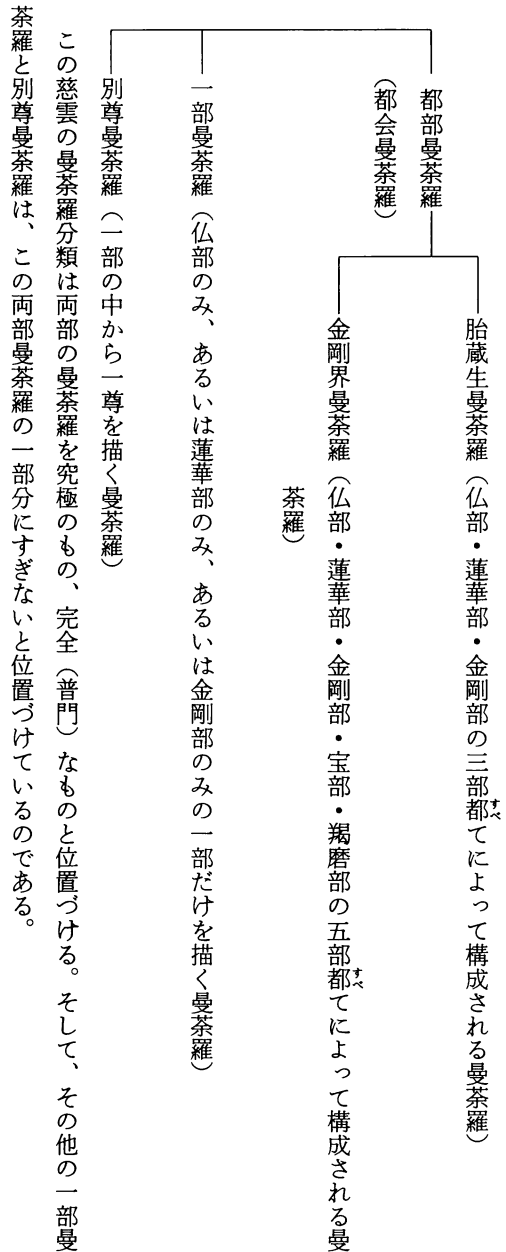 都部曼荼羅
（都会曼荼羅）
胎蔵生曼荼羅（仏部・蓮華部・金剛部の三部都てによって構成される曼荼羅）
すべ
金剛界曼荼羅（仏部・蓮華部・金剛部・宝部・羯磨部の五部都てによって構成される曼
すべ
荼羅）
一部曼荼羅（仏部のみ、あるいは蓮華部のみ、あるいは金剛部のみの一部だけを描く曼荼羅）
別尊曼荼羅（一部の中から一尊を描く曼荼羅）
この慈雲の曼荼羅分類は両部の曼荼羅を究極のもの、完全（普門）なものと位置づける。そして、その他の一部曼
荼羅と別尊曼荼羅は、この両部曼荼羅の一部分にすぎないと位置づけているのである。